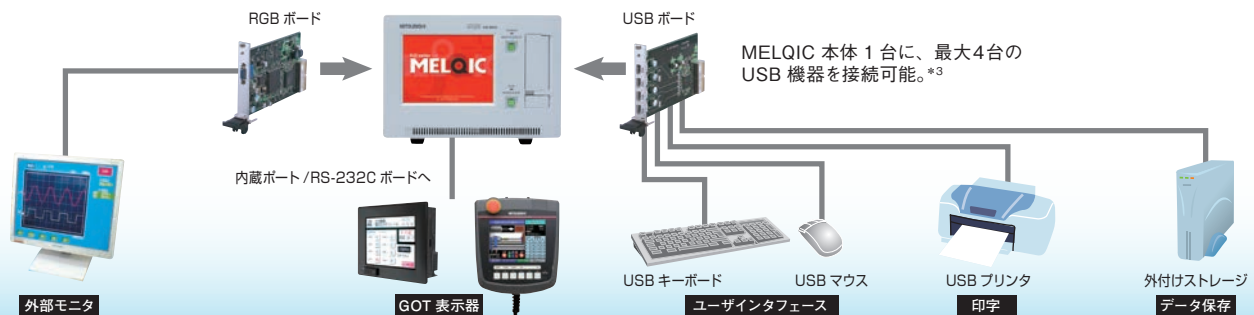 RGB ボード
USB ボード
MITSUBISHI
MELQIC
MELQIC 本体 1 台に、最大4台の
USB 機器を接続可能。*3
内蔵ポート /RS-232C ボードへ
USB キーボード
USB マウス
USB プリンタ
外付けストレージ
外部モニタ
GOT 表示器
ユーザインタフェース
印字
データ保存